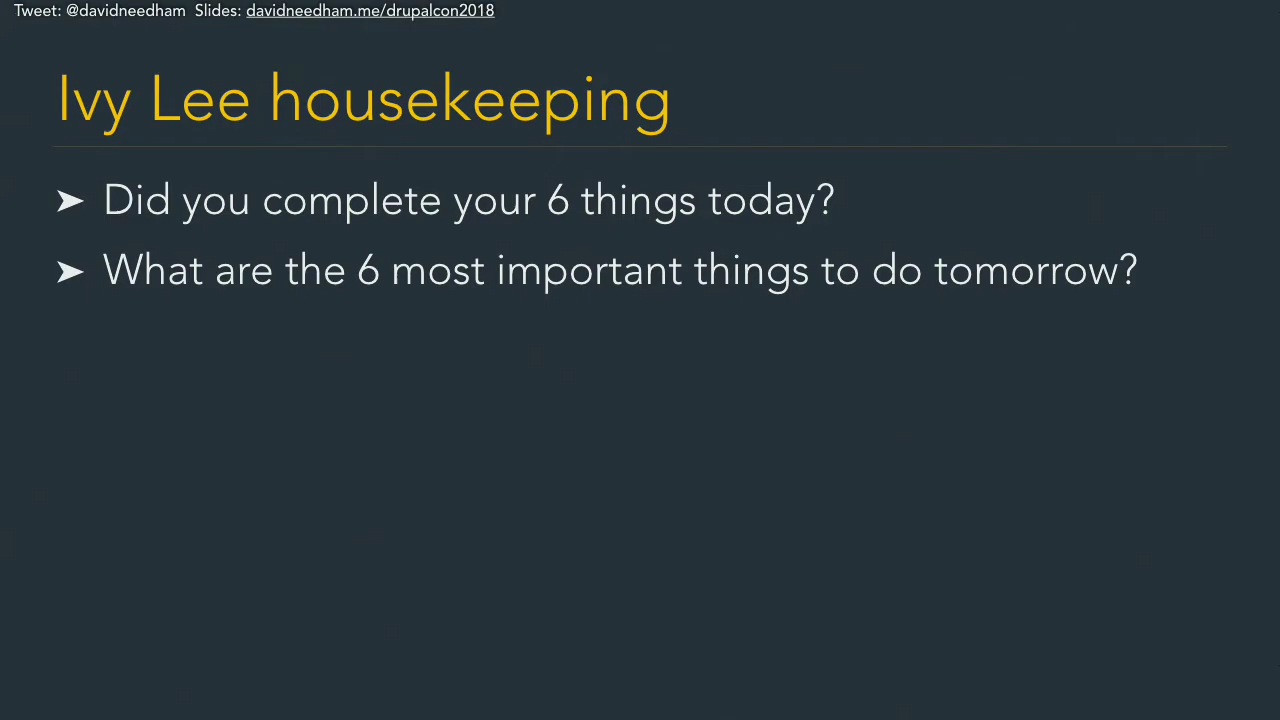 Tweet: @davidneedham Slides: davidneedham.me/drupalcon2018
Ivy Lee housekeeping
➤ Did you complete your 6 things today?
➤ What are the 6 most important things to do tomorrow?